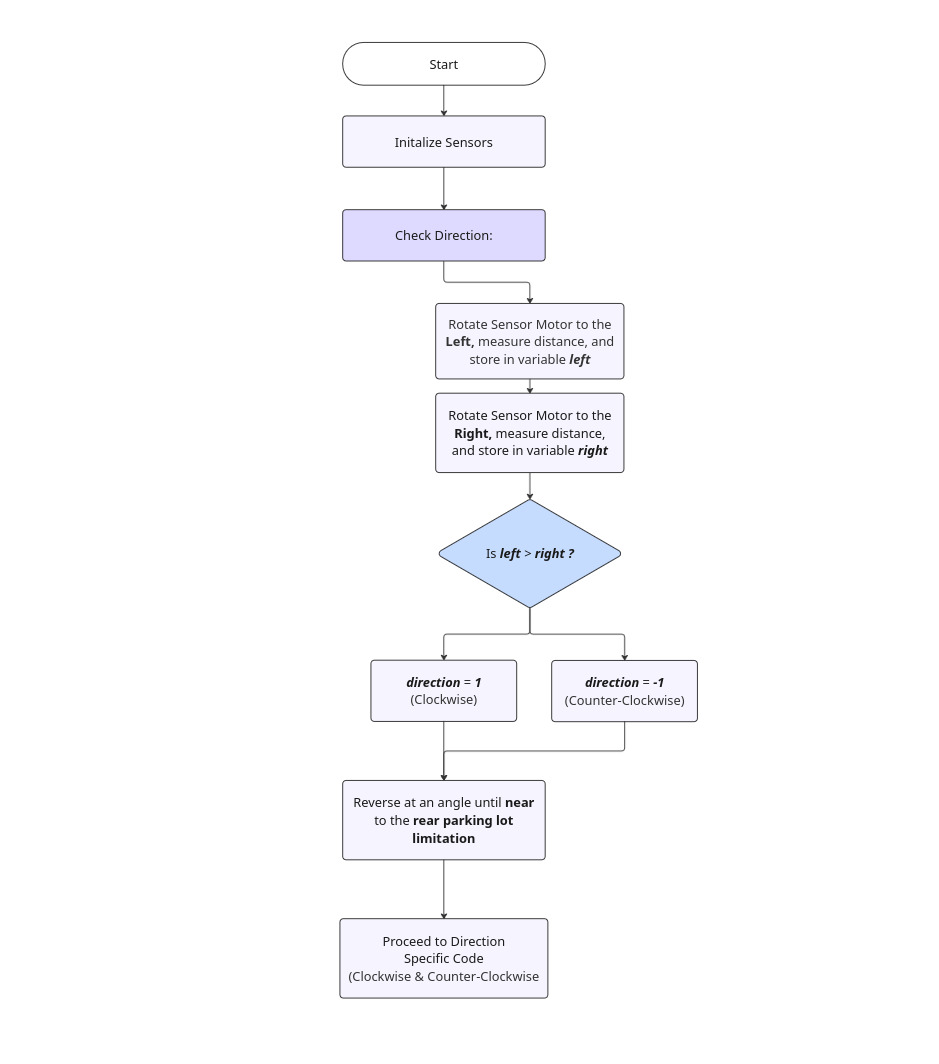 Start
Initalize Sensors
Check Direction:
Rotate Sensor Motor to the
Left, measure distance, and
store in variable left
Rotate Sensor Motor to the
Right, measure distance,
and store in variable right
Is left > right ?
direction = 1
(Clockwise)
direction = -1
(Counter-Clockwise)
Reverse at an angle until near
to the rear parking lot
limitation
Proceed to Direction
Specific Code
(Clockwise & Counter-Clockwise